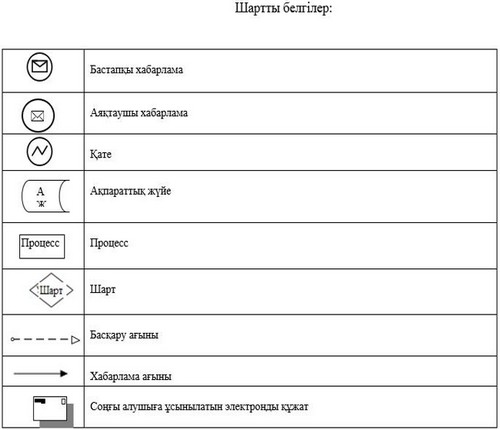 Шартты белгілер:
Бастапқы хабарлама
Аяқтаушы хабарлама
Қате
А
Ж
Ақпараттық жүйе
Процесс
Процесс
Шарт
Шарт
Басқару ағыны
Хабарлама ағыны
Соңғы алушыға ұсынылатын электронды құжат